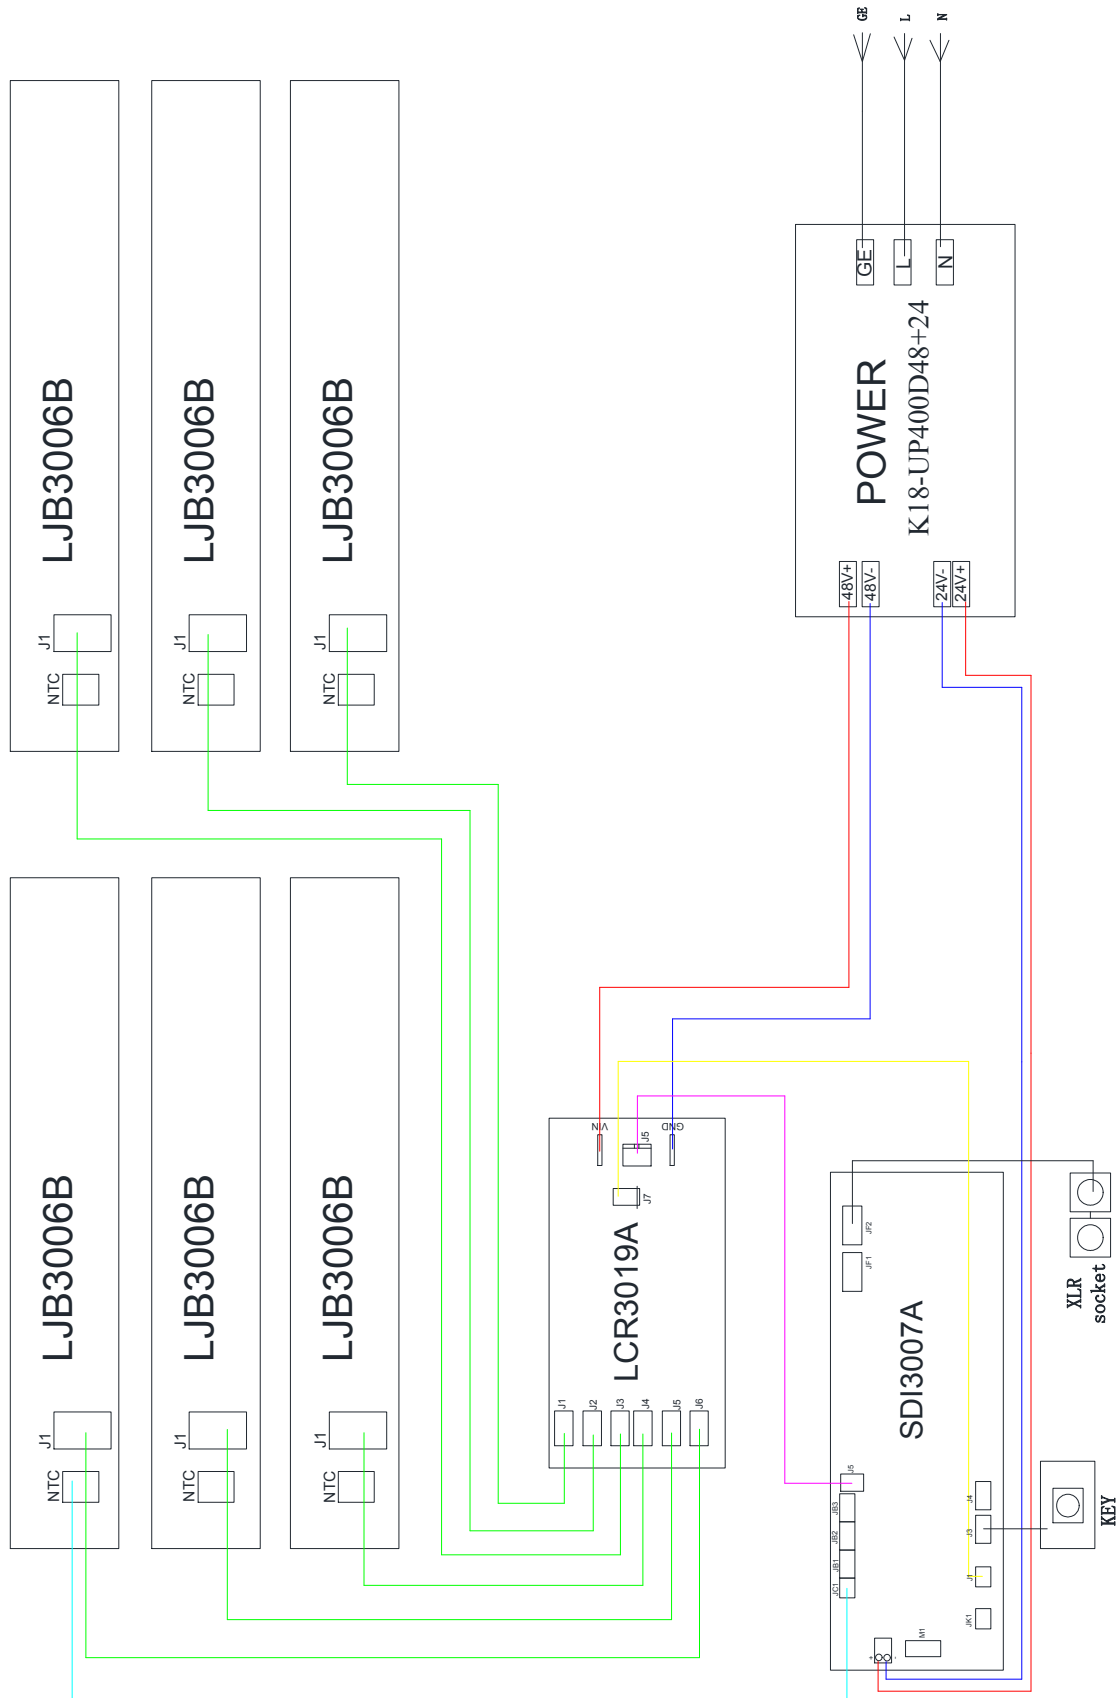 GE
L
N
GE
L
N
POWER
K18-UP400D48+24
48V+
48V-
24V-
24V+
LJB3006B
LJB3006B
LJB3006B
J1
J1
J1
NTC
NTC
NTC
LJB3006B
LJB3006B
LJB3006B
J1
J1
J1
NTC
NTC
NTC
VIN
J5
GND
J7
LCR3019A
J1
J2
J3
J4
J5
J6
JF2
JF1
SDI3007A
J5
JB3
JB2
JB1
JC1
J4
J3
J1
JK1
M1
+
-
XLR
socket
KEY